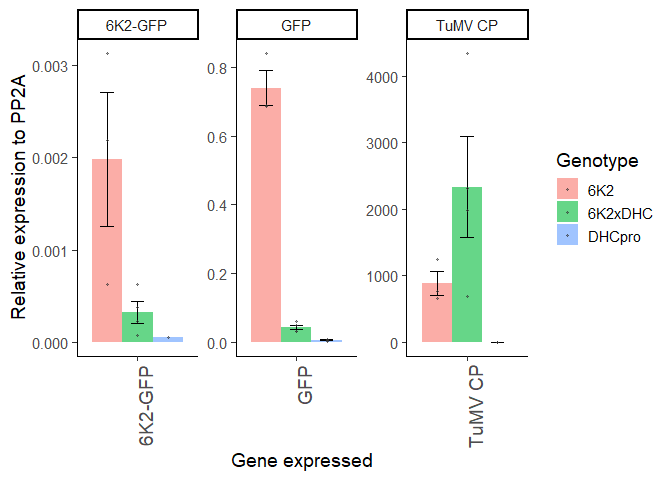 6K2-GFP
GFP
TuMV CP
Relative expression to PP2A
0.003
0.002
0.001
0.000
0.8
0.6
0.4
0.2
0.0
4000
3000
2000
1000
0
6K2-GFP
GFP
TuMV CP
Gene expressed
Genotype
6K2
6K2xDHC
DHCpro